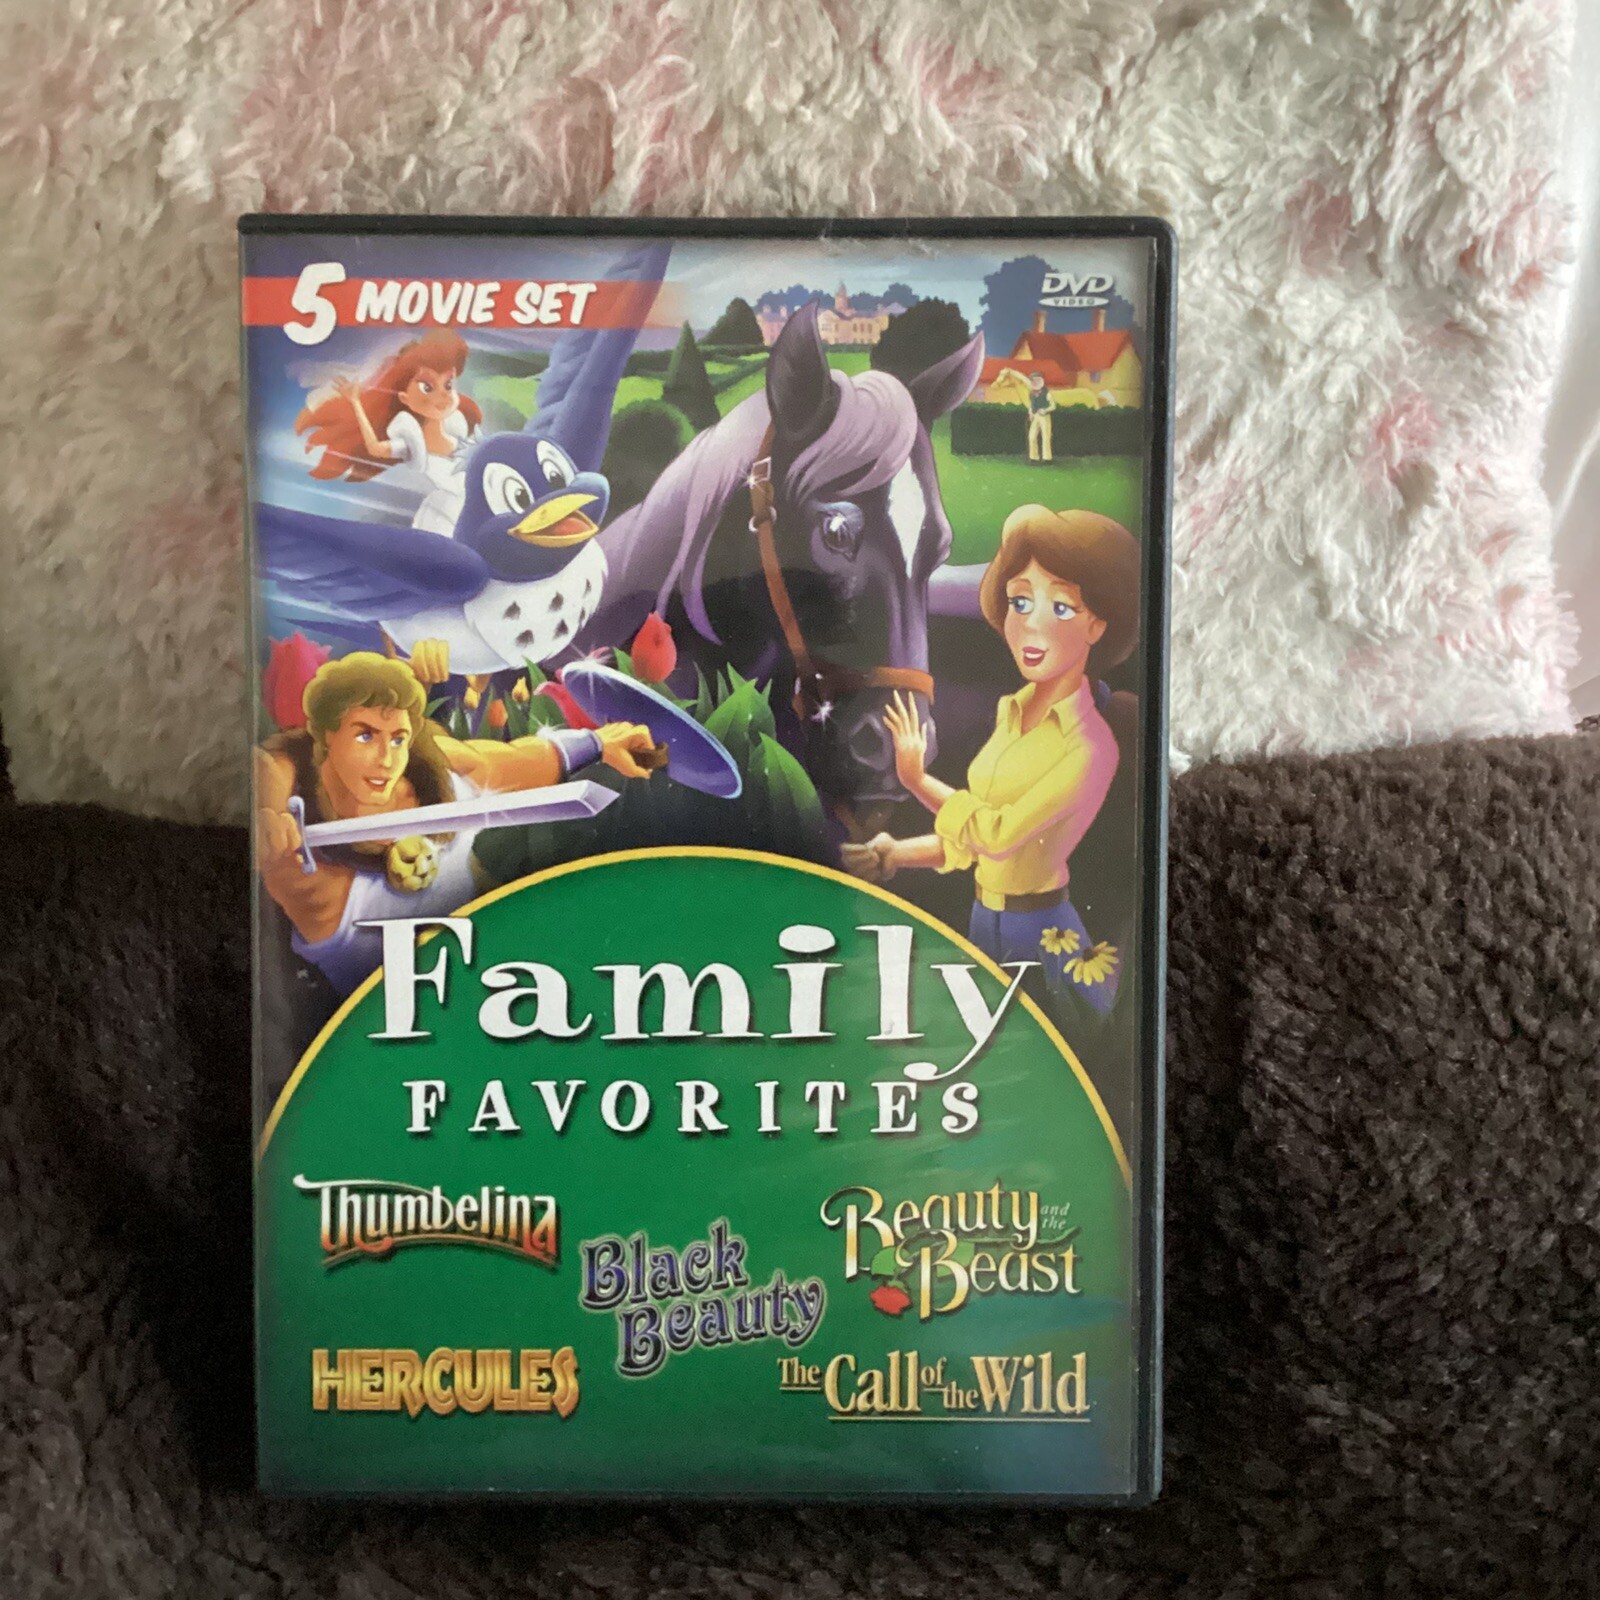 5 MOVIE SET
DVD
VIDEO
Family
FAVORITES
Thumbelina
Black
Beauty
Beauty and the
Beast
HERCULES
The Call of the Wild